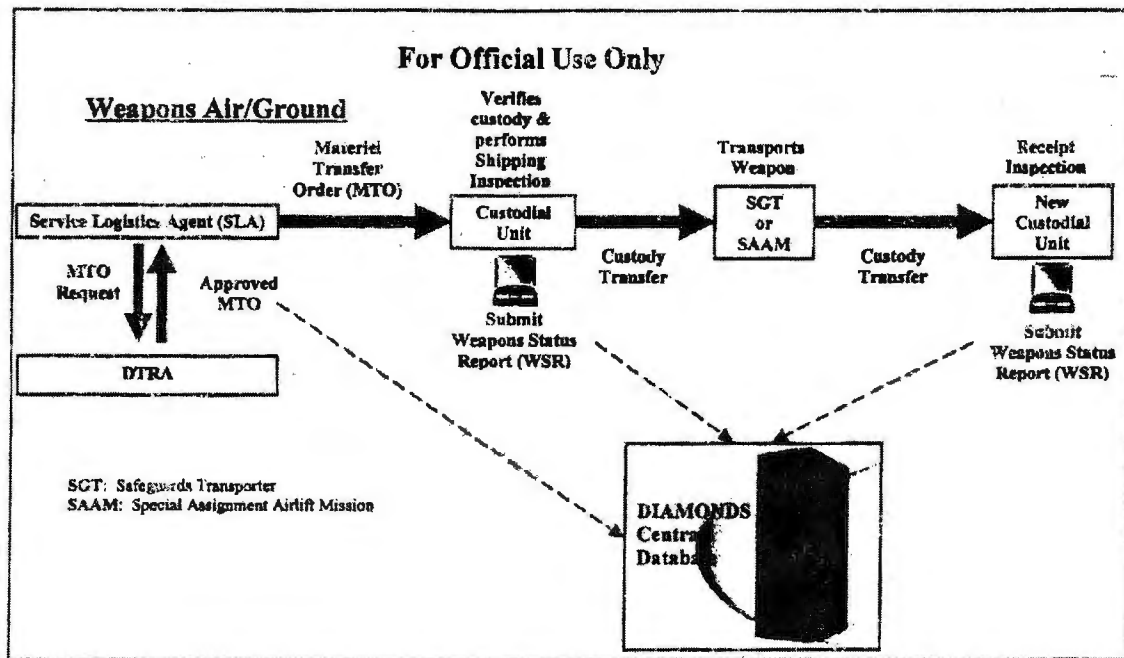 For Official Use Only
Weapons Air/Ground
Materiel
Transfer
Order (MTO)
Verifies
custody &
performs
Shipping
Inspection
Transports
Weapon
Receipt
Inspection
Service Logistics Agent (SLA)
Custodial
Unit
SGT
or
SAAM
New
Custodial
Unit
Custody
Transfer
Custody
Transfer
MTO
Request
Approved
MTO
Submit
Weapons Status
Report (WSR)
Submit
Weapons Status
Report (WSR)
DTRA
SGT: Safeguards Transporter
SAAM: Special Assignment Airlift Mission
DIAMONDS
Central
Database